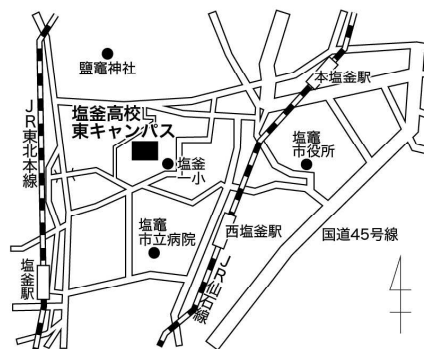 鹽竈神社
本塩釜駅
塩釜高校
東キャンパス
JR東北本線
塩釜
一小
塩竈
市役所
塩竈
市立病院
西塩釜駅
国道45号線
塩釜駅
JR仙石線